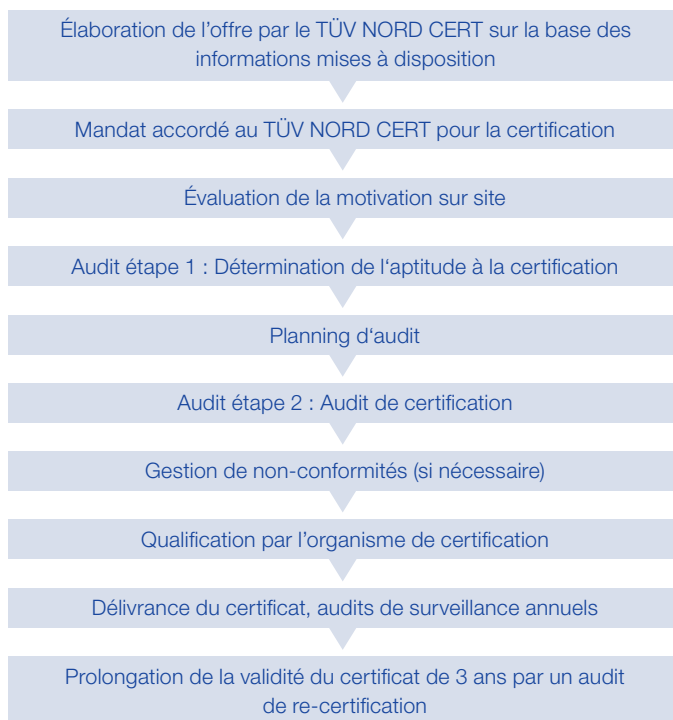 Élaboration de l’offre par le TÜV NORD CERT sur la base des
informations mises à disposition
Mandat accordé au TÜV NORD CERT pour la certification
Évaluation de la motivation sur site
Audit étape 1 : Détermination de l‘aptitude à la certification
Planning d‘audit
Audit étape 2 : Audit de certification
Gestion de non-conformités (si nécessaire)
Qualification par l’organisme de certification
Délivrance du certificat, audits de surveillance annuels
Prolongation de la validité du certificat de 3 ans par un audit
de re-certification